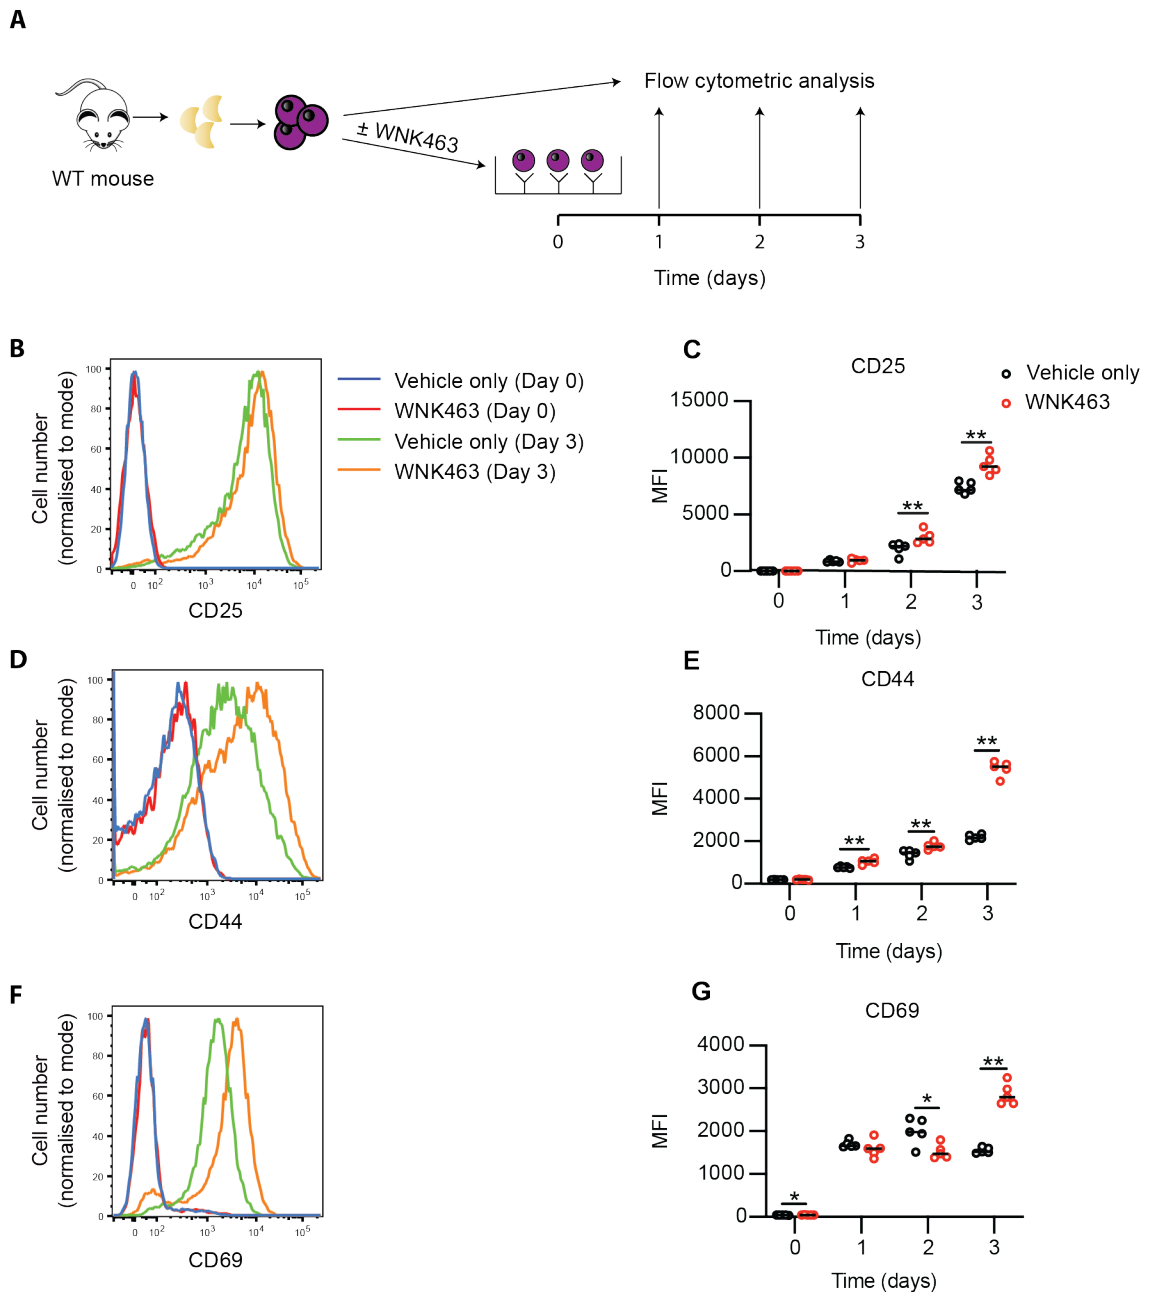 A
Flow cytometric analysis
± WNK463
WT mouse
0 1 2 3
Time (days)
B
Cell number
(normalised to mode)
100
80
60
40
20
0
0 10² 10³ 10⁴ 10⁵
CD25
Vehicle only (Day 0)
WNK463 (Day 0)
Vehicle only (Day 3)
WNK463 (Day 3)
C
CD25
Vehicle only
WNK463
MFI
15000
10000
5000
0
**
**
0 1 2 3
Time (days)
D
Cell number
(normalised to mode)
100
80
60
40
20
0
0 10² 10³ 10⁴ 10⁵
CD44
E
CD44
MFI
8000
6000
4000
2000
0
**
**
**
0 1 2 3
Time (days)
F
Cell number
(normalised to mode)
100
80
60
40
20
0
0 10² 10³ 10⁴ 10⁵
CD69
G
CD69
MFI
4000
3000
2000
1000
0
*
*
**
0 1 2 3
Time (days)